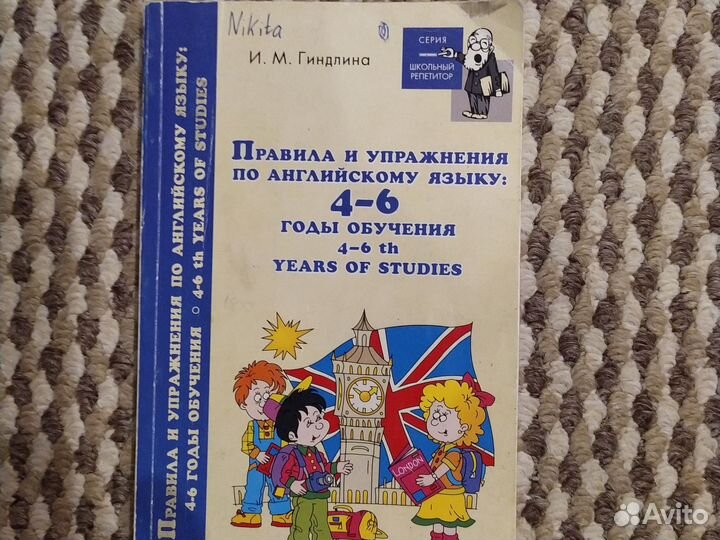 Nikita
И. М. Гиндлина
СЕРИЯ
ШКОЛЬНЫЙ
РЕПЕТИТОР
ПРАВИЛА И УПРАЖНЕНИЯ
ПО АНГЛИЙСКОМУ ЯЗЫКУ:
4–6
ГОДЫ ОБУЧЕНИЯ
4–6 th
YEARS OF STUDIES
LONDON
ПРАВИЛА И УПРАЖНЕНИЯ ПО АНГЛИЙСКОМУ ЯЗЫКУ:
4-6 ГОДЫ ОБУЧЕНИЯ ○ 4-6 th YEARS OF STUDIES
Avito